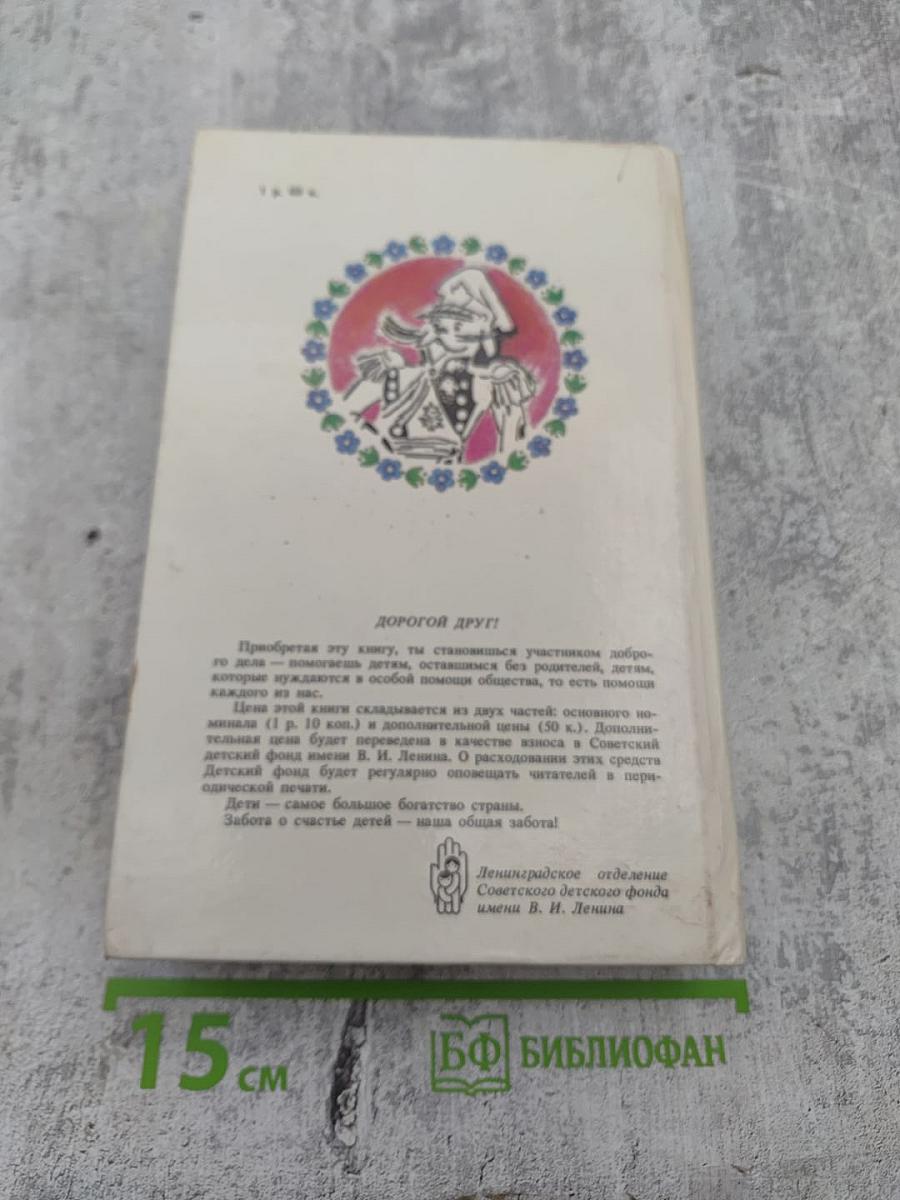 1 р. к.
ДОРОГОЙ ДРУГ!
Приобретая эту книгу, ты становишься участником добро-
го дела — помогаешь детям, оставшимся без родителей, детям,
которые нуждаются в особой помощи общества, то есть помощи
каждого из нас.
Цена этой книги складывается из двух частей: основного но-
минала (1 р. 10 коп.) и дополнительной цены (50 к.). Дополни-
тельная цена будет переведена в качестве взноса в Советский
детский фонд имени В. И. Ленина. О расходовании этих средств
Детский фонд будет регулярно оповещать читателей в пери-
одической печати.
Дети — самое большое богатство страны.
Забота о счастье детей — наша общая забота!
Ленинградское отделение
Советского детского фонда
имени В. И. Ленина
15 см
БФ БИБЛИОФАН